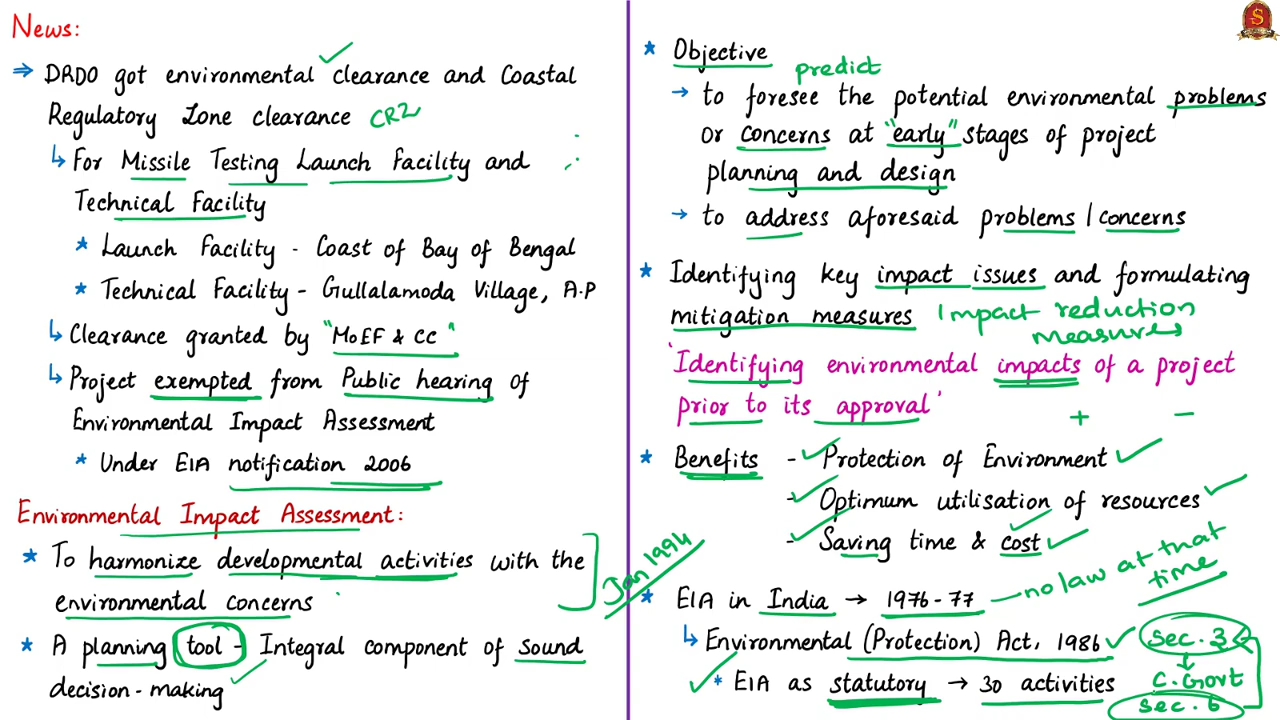 News:
⇒ DRDO got environmental clearance and Coastal
Regulatory Zone clearance CRZ
↳ For Missile Testing Launch Facility and
Technical Facility
* Launch Facility - Coast of Bay of Bengal
* Technical Facility - Gullalamoda Village, A.P
↳ Clearance granted by "MoEF & CC"
↳ Project exempted from Public hearing of
Environmental Impact Assessment
* Under EIA notification 2006
Environmental Impact Assessment:
* To harmonize developmental activities with the
environmental concerns
Jan 1994
* A planning tool - Integral component of sound
decision-making
* Objective
predict
→ to foresee the potential environmental problems
or concerns at "early" stages of project
planning and design
→ to address aforesaid problems / concerns
* Identifying key impact issues and formulating
mitigation measures Impact reduction
measures
'Identifying environmental impacts of a project
prior to its approval'
+ −
* Benefits - Protection of Environment
- Optimum utilisation of resources
- Saving time & cost
* EIA in India → 1976-77 — no law at that
time
↳ Environmental (Protection) Act, 1986 Sec. 3
* EIA as statutory → 30 activities C. Govt
Sec. 6
S